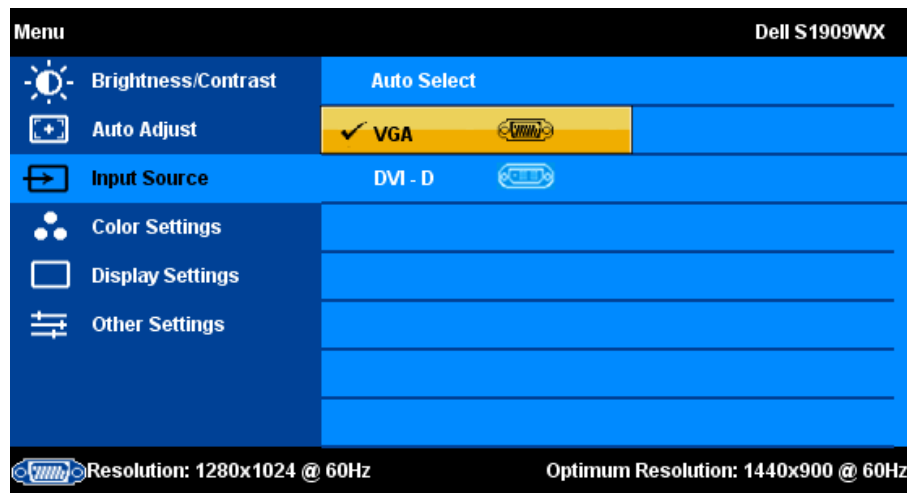 Menu Dell S1909WX
Brightness/Contrast
Auto Adjust
Input Source
Color Settings
Display Settings
Other Settings
Auto Select
VGA
DVI - D
Resolution: 1280x1024 @ 60Hz Optimum Resolution: 1440x900 @ 60Hz